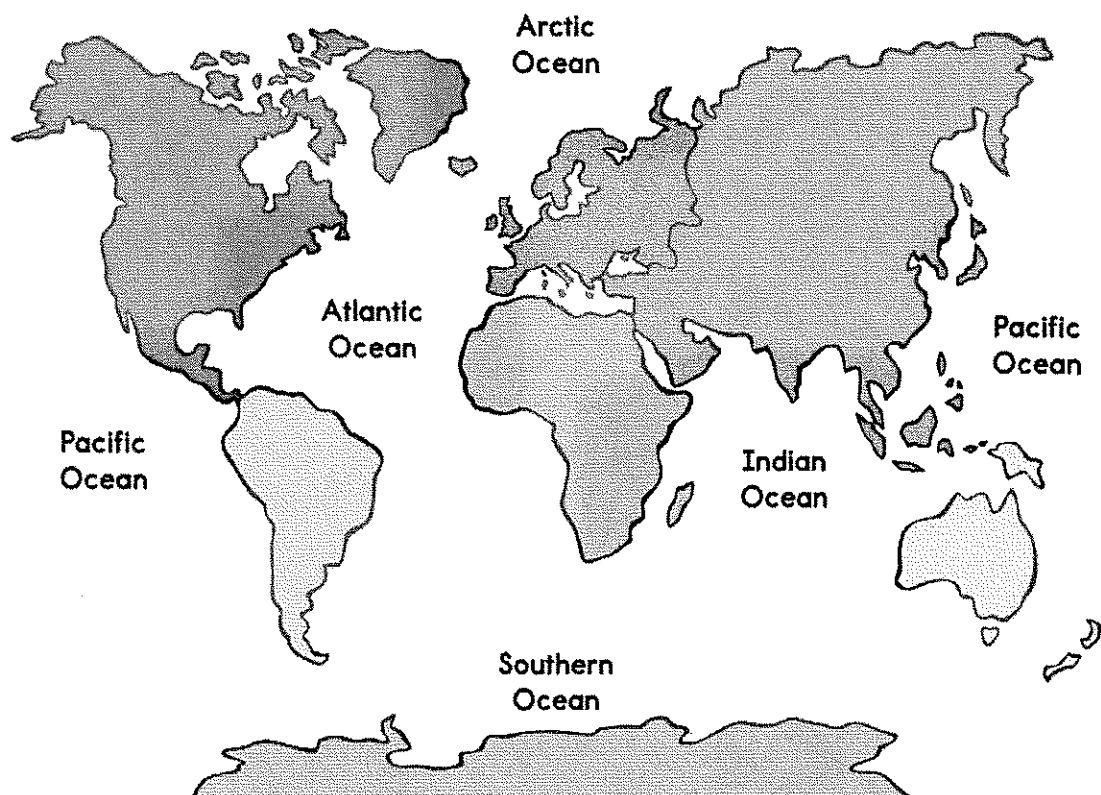 Arctic
Ocean
Atlantic
Ocean
Pacific
Ocean
Pacific
Ocean
Indian
Ocean
Southern
Ocean